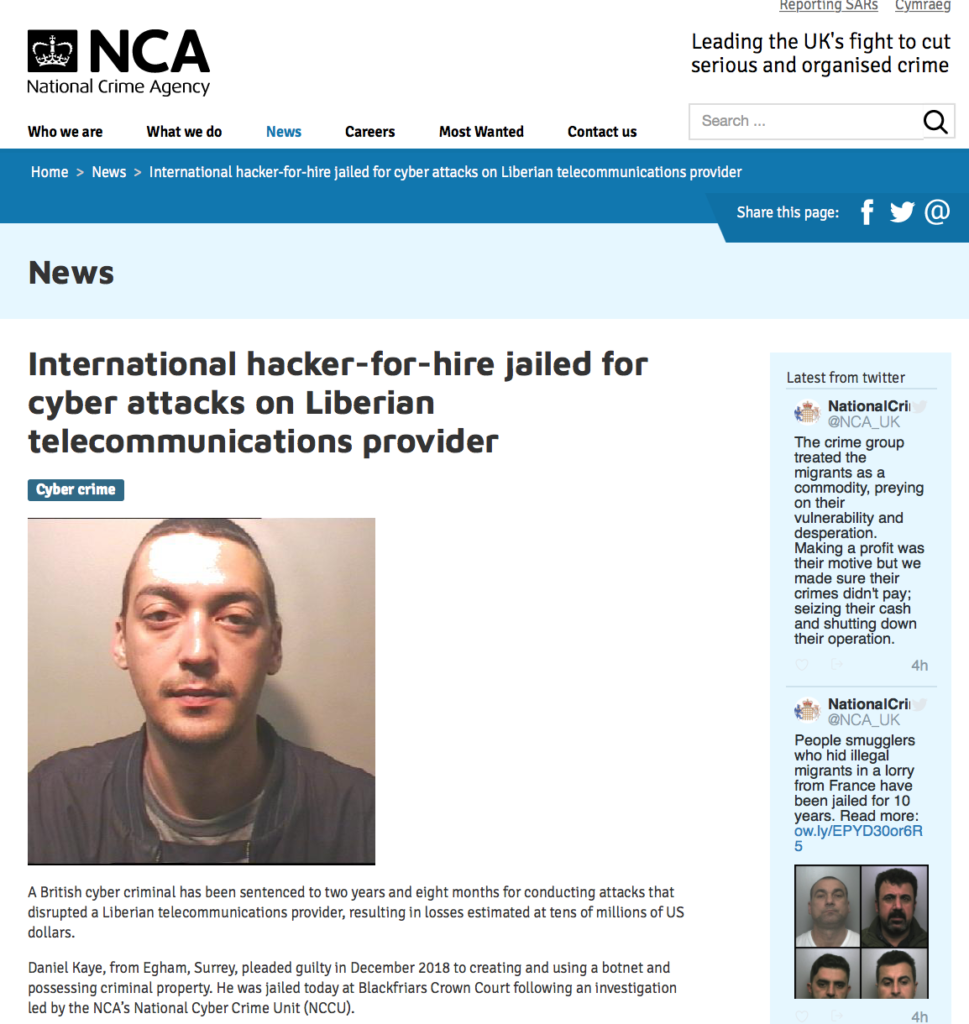 Reporting SARs Cymraeg
NCA
National Crime Agency
Leading the UK's fight to cut
serious and organised crime
Who we are What we do News Careers Most Wanted Contact us
Search ...
Home > News > International hacker-for-hire jailed for cyber attacks on Liberian telecommunications provider
Share this page:
News
International hacker-for-hire jailed for
cyber attacks on Liberian
telecommunications provider
Cyber crime
A British cyber criminal has been sentenced to two years and eight months for conducting attacks that
disrupted a Liberian telecommunications provider, resulting in losses estimated at tens of millions of US
dollars.
Daniel Kaye, from Egham, Surrey, pleaded guilty in December 2018 to creating and using a botnet and
possessing criminal property. He was jailed today at Blackfriars Crown Court following an investigation
led by the NCA's National Cyber Crime Unit (NCCU).
Latest from twitter
NationalCri
@NCA_UK
The crime group
treated the
migrants as a
commodity, preying
on their
vulnerability and
desperation.
Making a profit was
their motive but we
made sure their
crimes didn't pay;
seizing their cash
and shutting down
their operation.
4h
NationalCri
@NCA_UK
People smugglers
who hid illegal
migrants in a lorry
from France have
been jailed for 10
years. Read more:
ow.ly/EPYD30or6R
5
4h